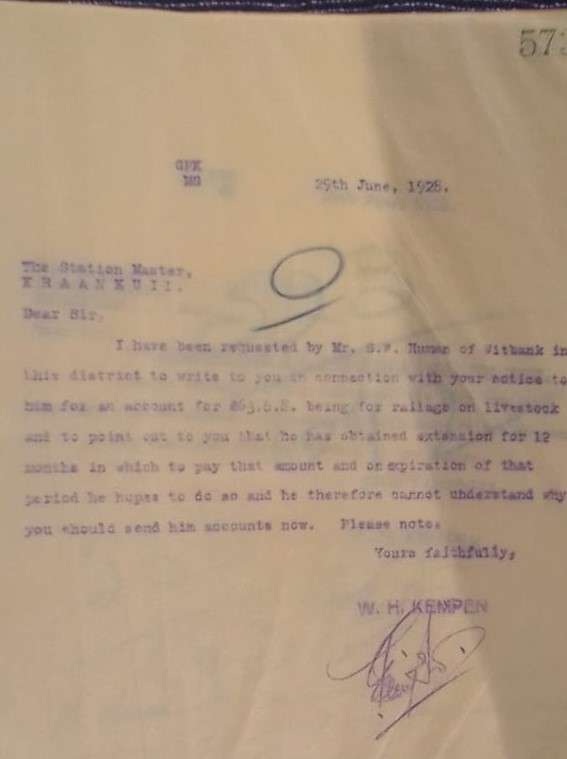 573
GPK
MG
29th June, 1928.
The Station Master,
KRAANKUIL.
Dear Sir,
I have been requested by Mr. S.W. Human of Witbank in
this district to write to you in connection with your notice to
him for an account for £63.6.8. being for railage on livestock
and to point out to you that he has obtained extension for 12
months in which to pay that amount and on expiration of that
period he hopes to do so and he therefore cannot understand why
you should send him accounts now. Please note.
Yours faithfully,
W. H. KEMPEN